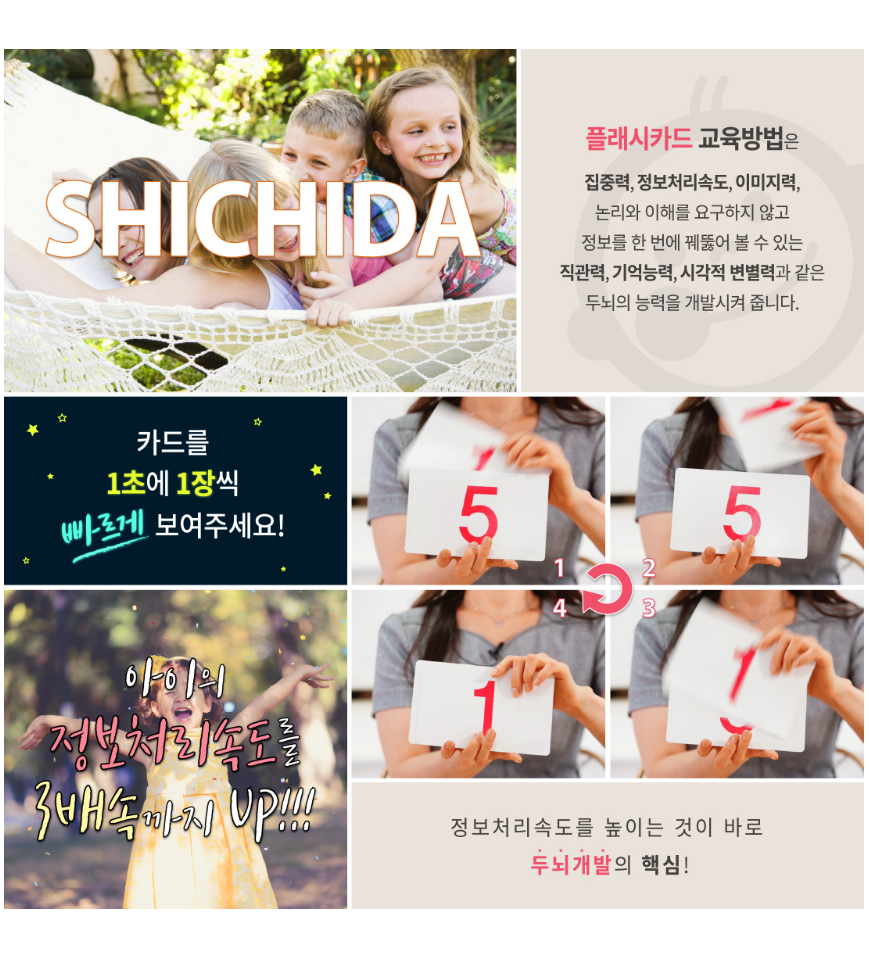 SHICHIDA
플래시카드 교육방법은
집중력, 정보처리속도, 이미지력,
논리와 이해를 요구하지 않고
정보를 한 번에 꿰뚫어 볼 수 있는
직관력, 기억능력, 시각적 변별력과 같은
두뇌의 능력을 개발시켜 줍니다.
카드를
1초에 1장씩
빠르게 보여주세요!
1
5
5
1 2
4 3
1
1
아이의
정보처리속도를
3배속까지 UP!!!
정보처리속도를 높이는 것이 바로
두뇌개발의 핵심!